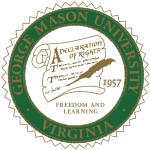 GEORGE MASON UNIVERSITY
A DECLARATION
OF RIGHTS
1957
FREEDOM AND
LEARNING
VIRGINIA